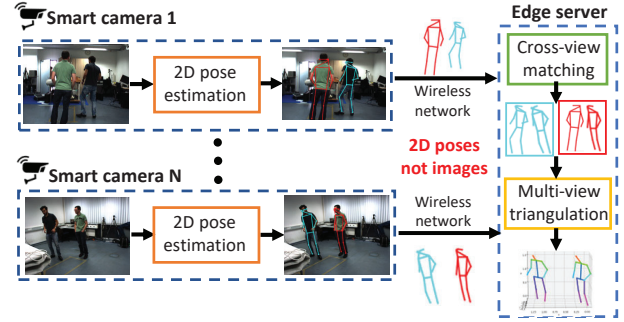 Smart camera 1
2D pose
estimation
Wireless
network
Edge server
Cross-view
matching
2D poses
not images
Smart camera N
2D pose
estimation
Wireless
network
Multi-view
triangulation